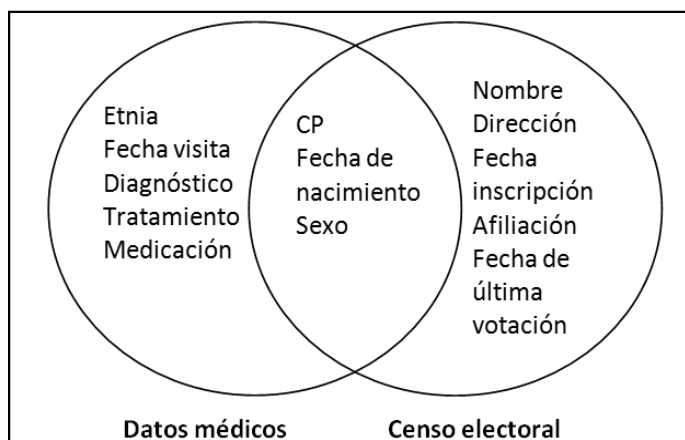 Etnia
Fecha visita
Diagnóstico
Tratamiento
Medicación
CP
Fecha de
nacimiento
Sexo
Nombre
Dirección
Fecha
inscripción
Afiliación
Fecha de
última
votación
Datos médicos
Censo electoral